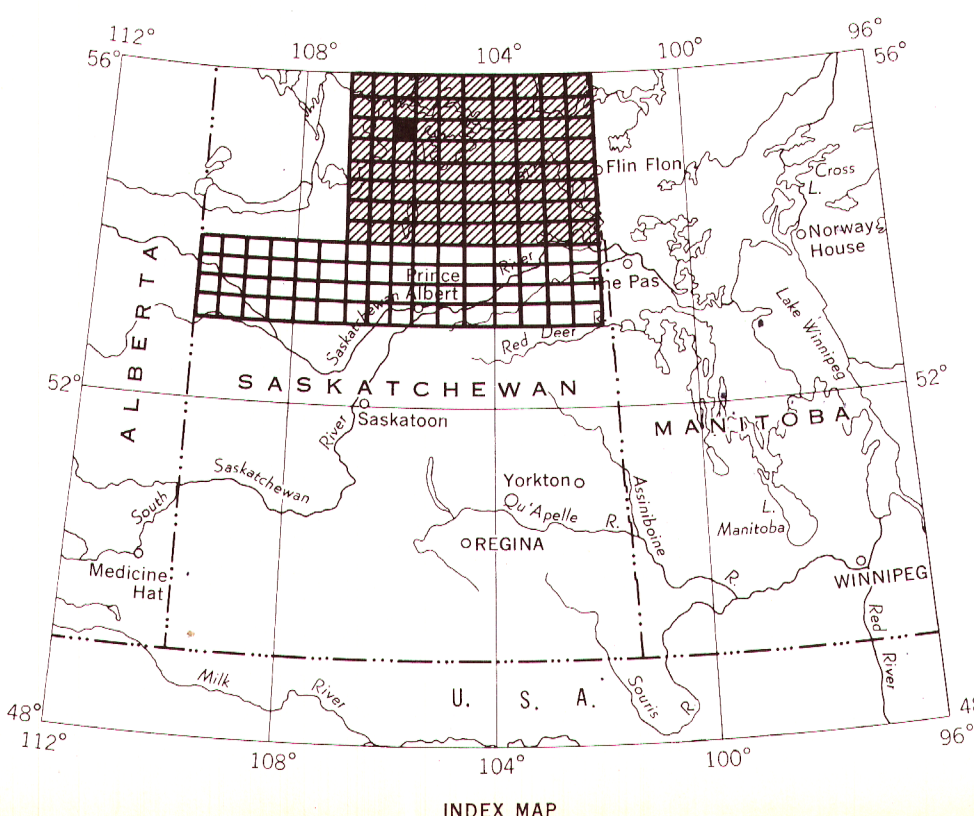 112°
108°
104°
100°
96°
56°
56°
Flin Flon
Cross
L.
Norway
House
River
Prince
Albert
The Pas
Saskatchewan
Red Deer R.
Lake Winnipeg
ALBERTA
52°
SASKATCHEWAN
52°
MANITOBA
Saskatoon
River
Saskatchewan
South
Yorkton
Qu'Apelle R.
Assiniboine
R.
L.
Manitoba
REGINA
Medicine
Hat
WINNIPEG
Red
River
Milk River
U. S. A.
Souris
R.
48°
48
112°
108°
104°
100°
96°
INDEX MAP